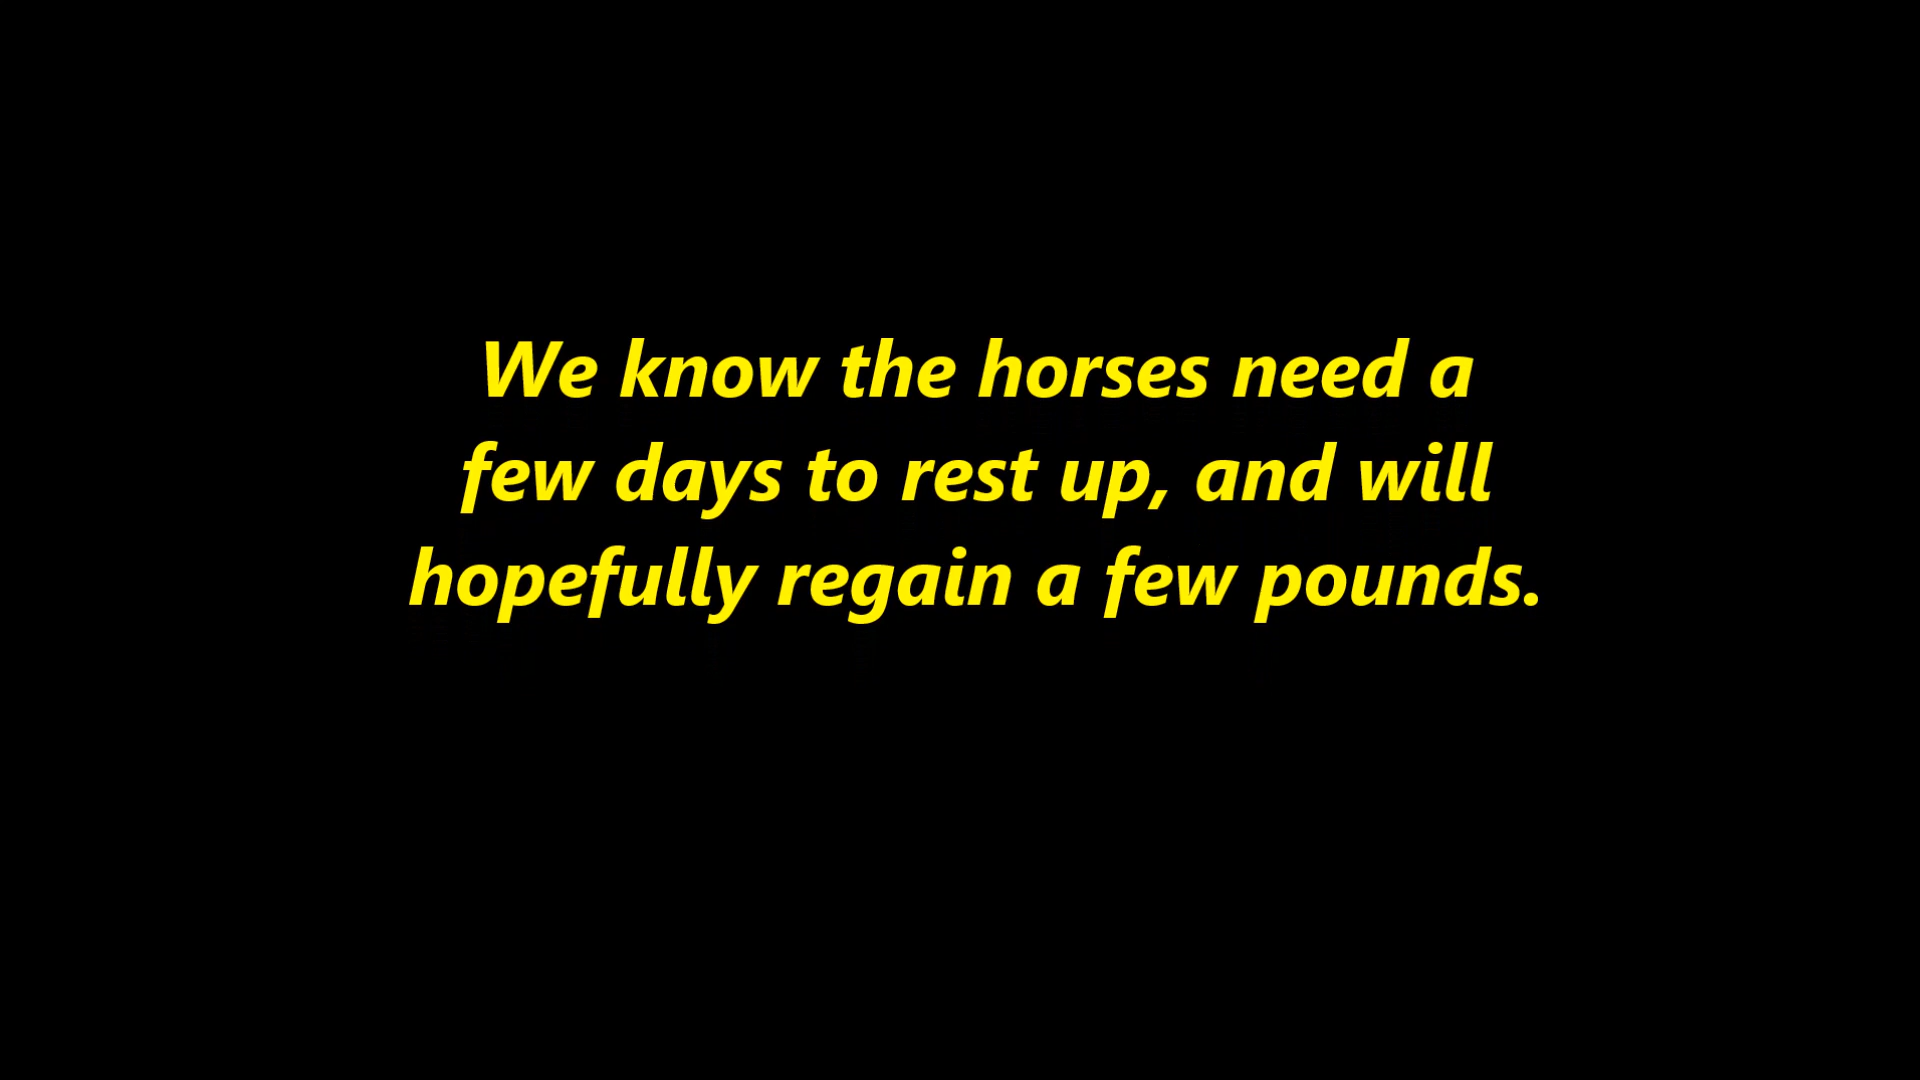 We know the horses need a
few days to rest up, and will
hopefully regain a few pounds.